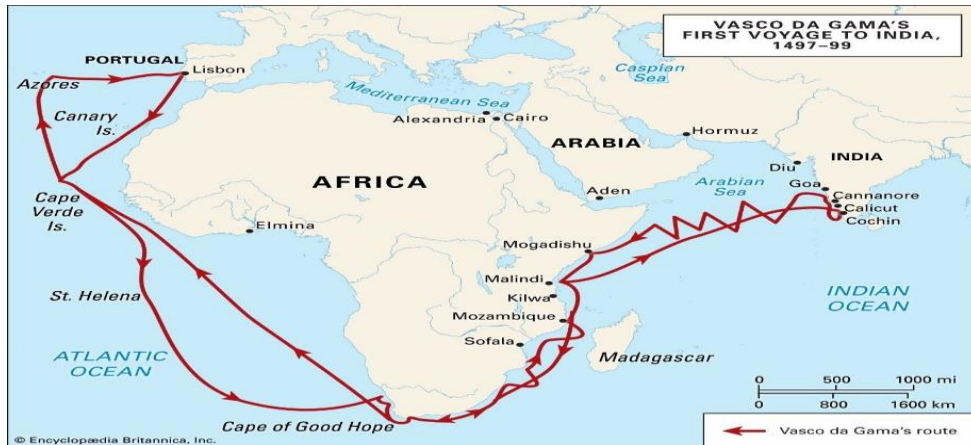 VASCO DA GAMA'S
FIRST VOYAGE TO INDIA,
1497–99
PORTUGAL
Lisbon
Azores
Canary
Is.
Mediterranean Sea
Caspian
Sea
Alexandria
Cairo
ARABIA
Hormuz
AFRICA
Diu
INDIA
Goa
Cannanore
Calicut
Cochin
Arabian
Sea
Aden
Cape
Verde
Is.
Elmina
Mogadishu
Malindi
Kilwa
Mozambique
Sofala
Madagascar
INDIAN
OCEAN
St. Helena
ATLANTIC
OCEAN
Cape of Good Hope
0 500 1000 mi
0 800 1600 km
Vasco da Gama's route
© Encyclopædia Britannica, Inc.